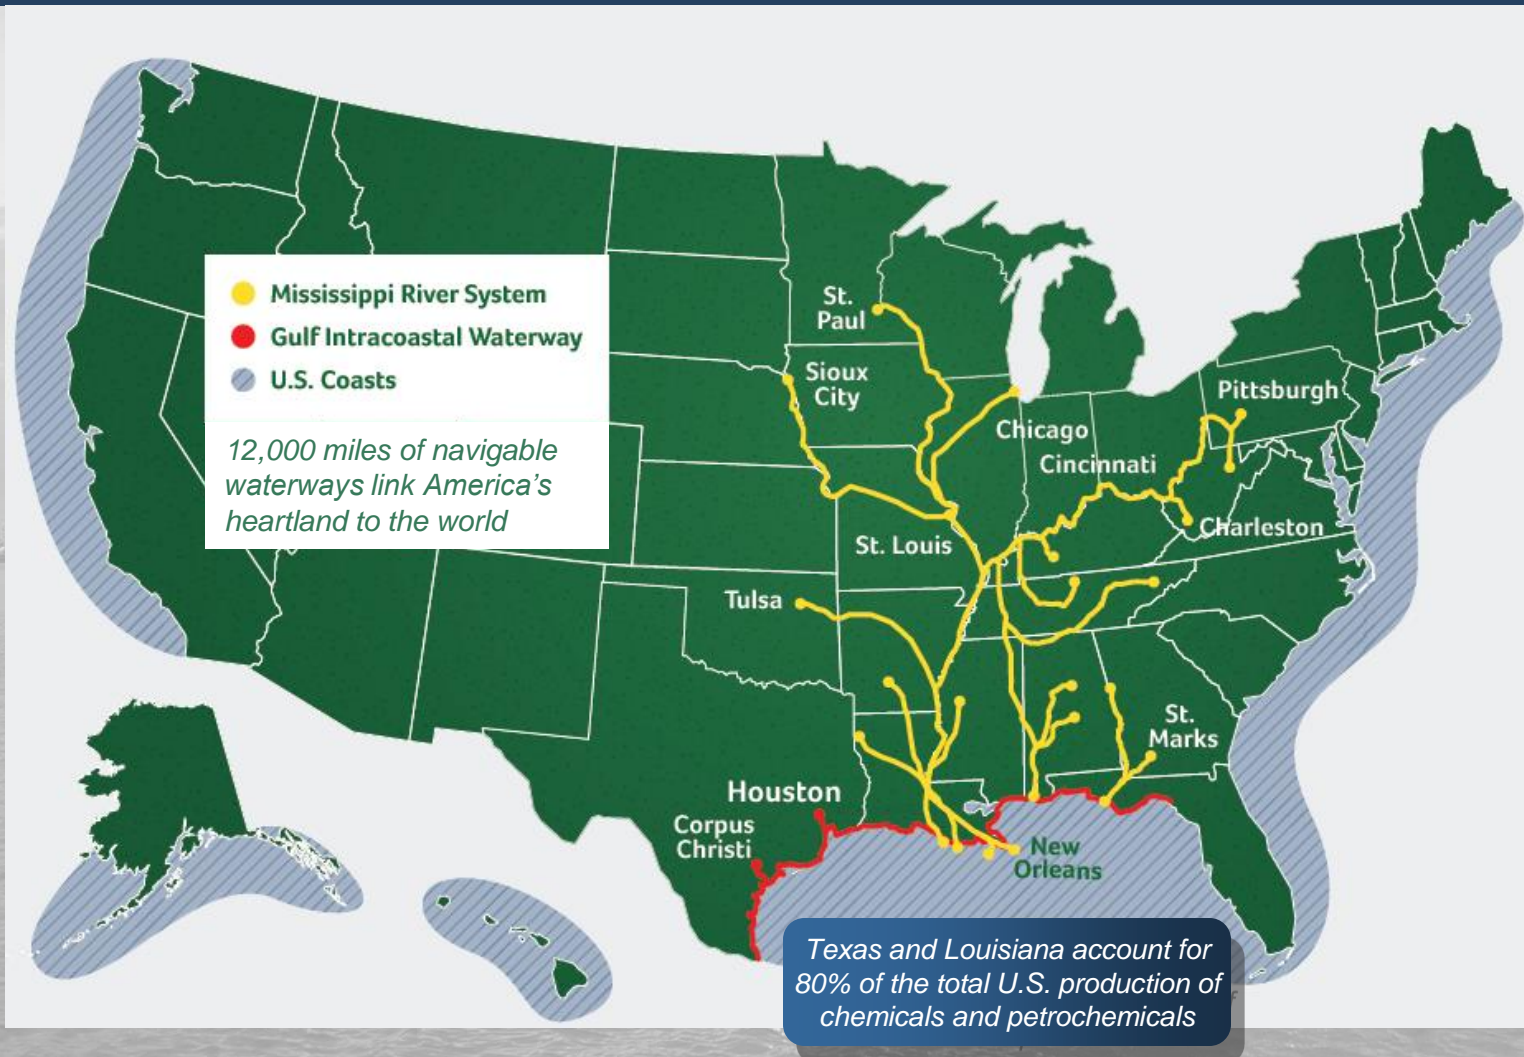 Mississippi River System
Gulf Intracoastal Waterway
U.S. Coasts
12,000 miles of navigable
waterways link America's
heartland to the world
St.
Paul
Sioux
City
Chicago
Pittsburgh
Cincinnati
Charleston
St. Louis
Tulsa
St.
Marks
Houston
Corpus
Christi
New
Orleans
Texas and Louisiana account for
80% of the total U.S. production of
chemicals and petrochemicals